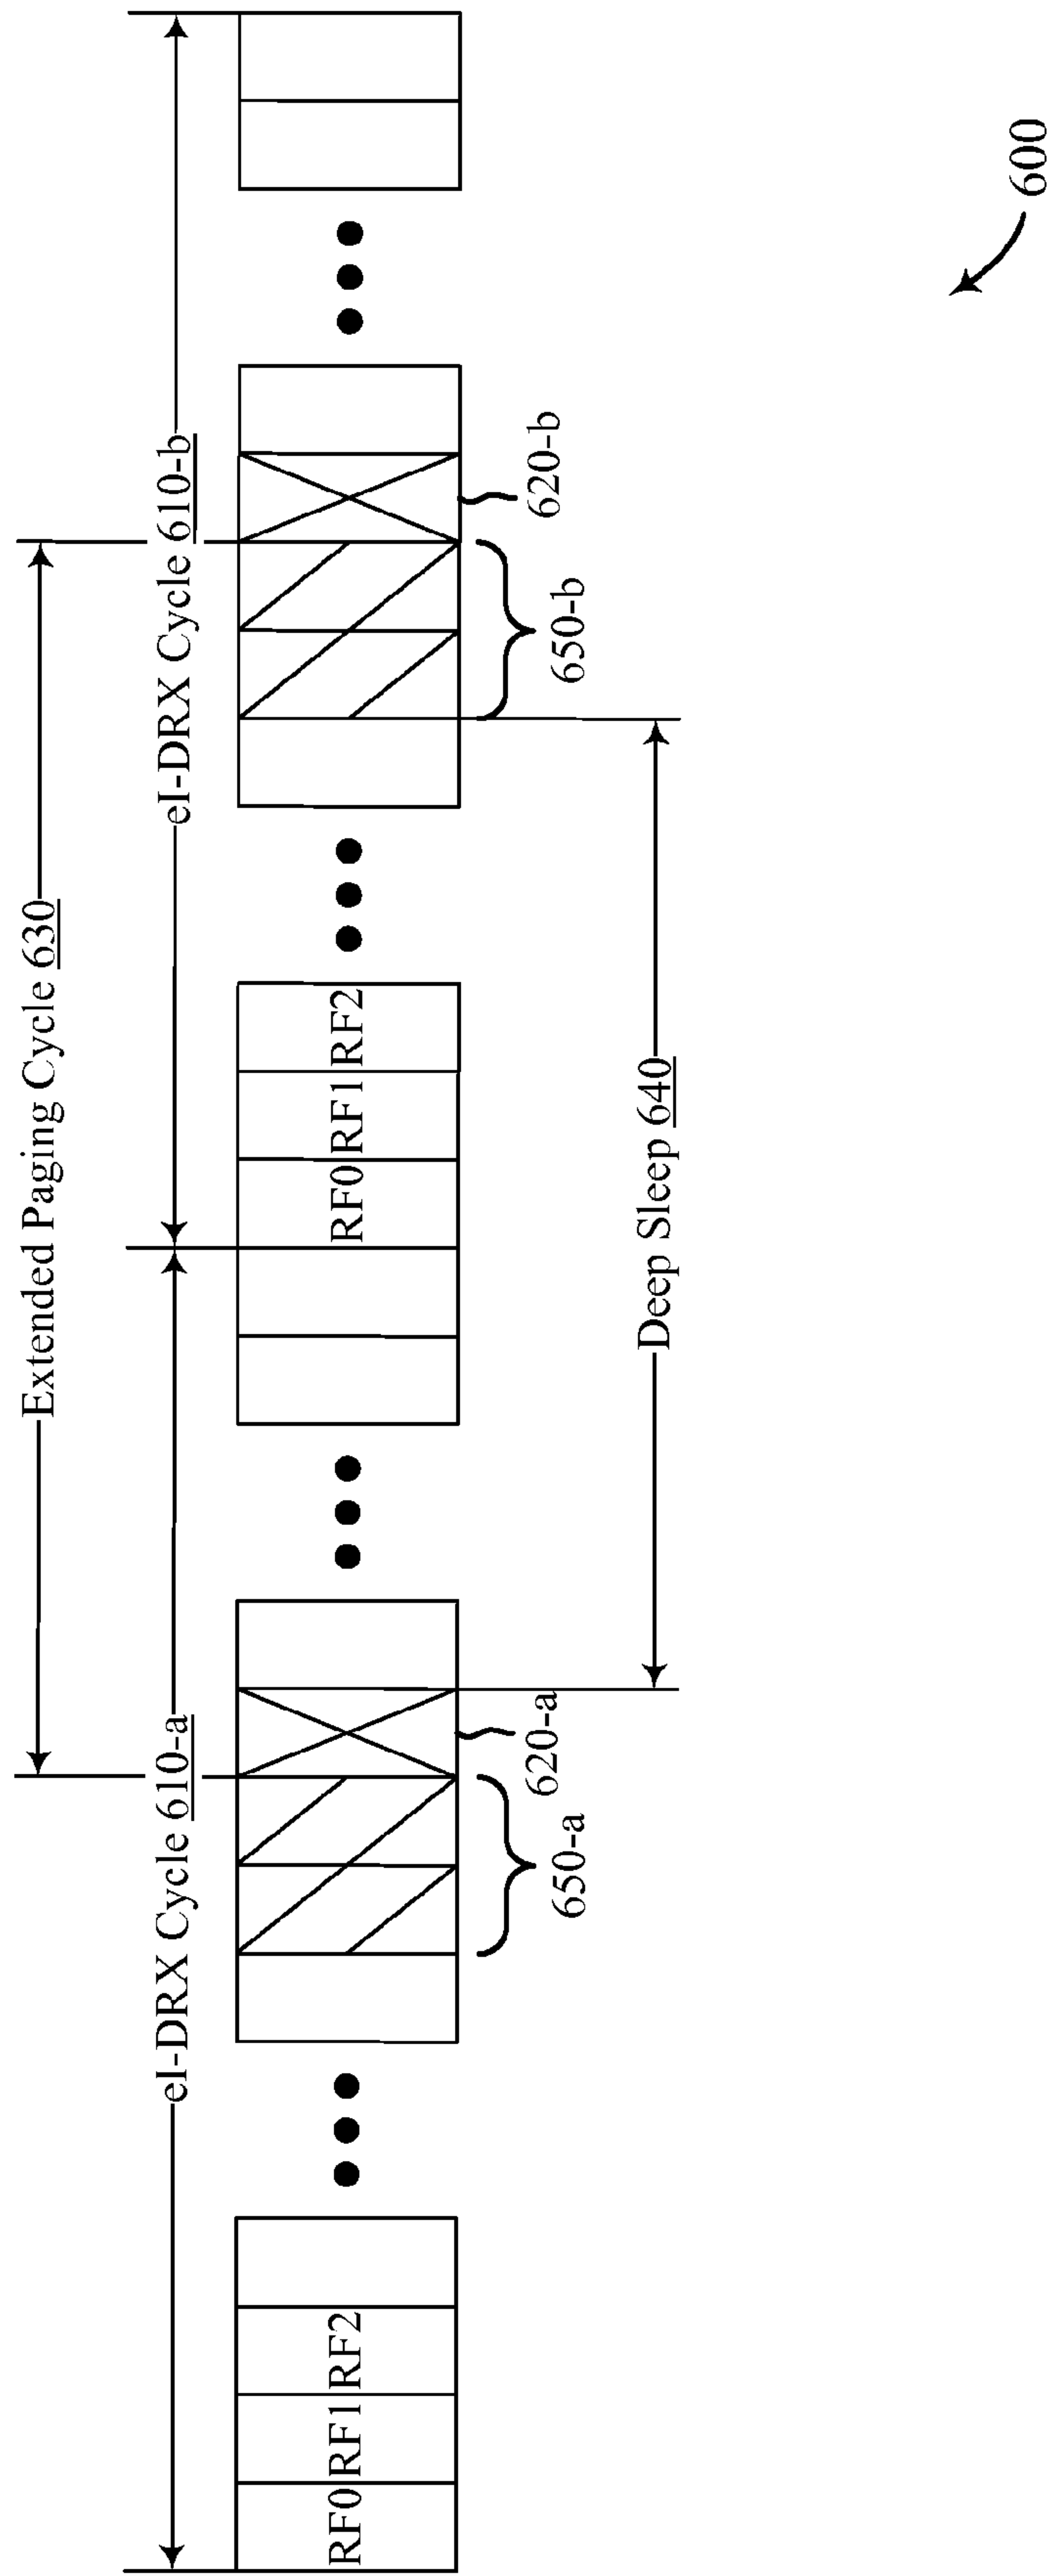 Extended Paging Cycle 630
eI-DRX Cycle 610-a
eI-DRX Cycle 610-b
RF0 RF1 RF2
RF0 RF1 RF2
650-a
620-a
650-b
620-b
Deep Sleep 640
600